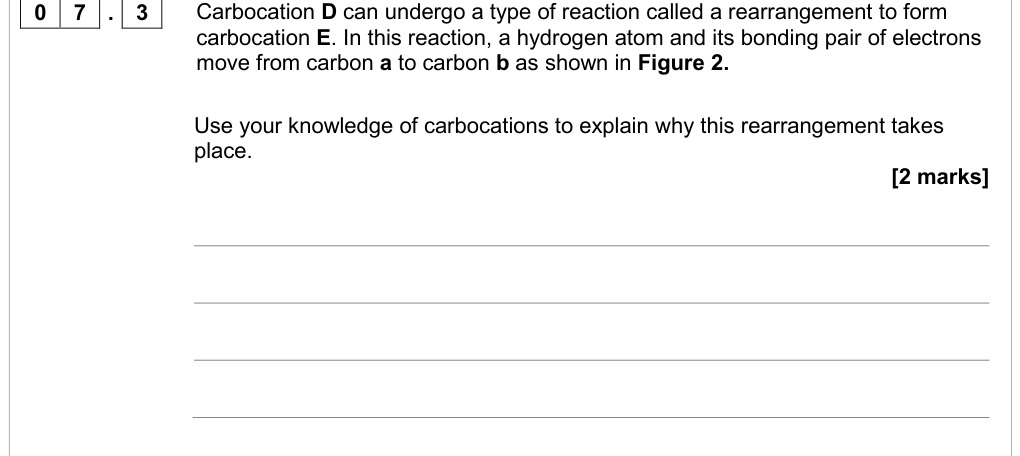 0 7 . 3 Carbocation D can undergo a type of reaction called a rearrangement to form
carbocation E. In this reaction, a hydrogen atom and its bonding pair of electrons
move from carbon a to carbon b as shown in Figure 2.
Use your knowledge of carbocations to explain why this rearrangement takes
place.
[2 marks]